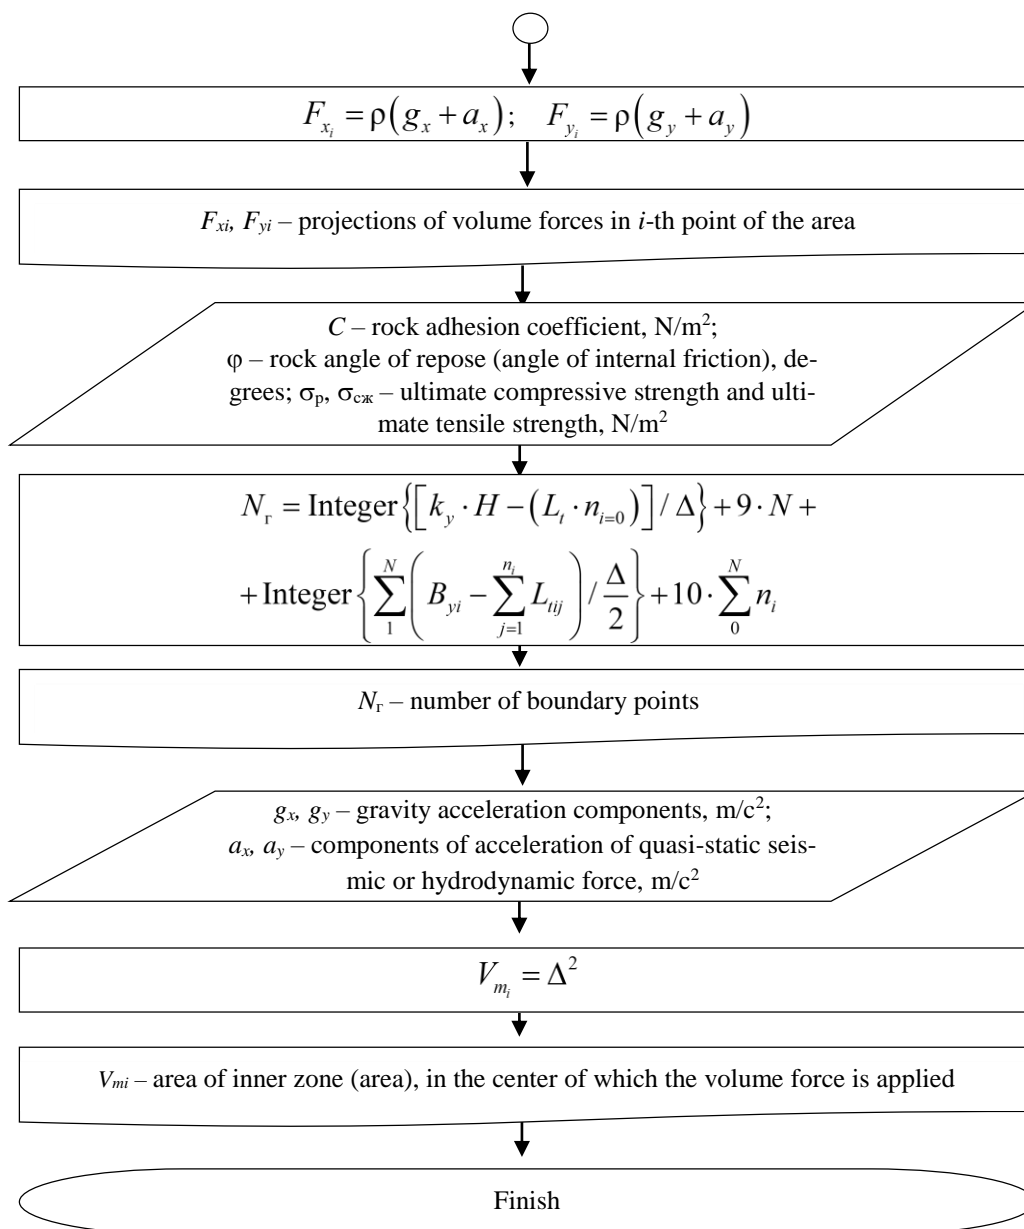 F_{x_i} = ρ(g_x + a_x); F_{y_i} = ρ(g_y + a_y)
F_{xi}, F_{yi} – projections of volume forces in i-th point of the area
C – rock adhesion coefficient, N/m²;
φ – rock angle of repose (angle of internal friction), de-
grees; σ_р, σ_сж – ultimate compressive strength and ulti-
mate tensile strength, N/m²
N_г = Integer{[k_y · H – (L_t · n_{i=0})] / Δ} + 9 · N +
+ Integer{∑_1^N (B_{yi} – ∑_{j=1}^{n_i} L_{tij}) / Δ/2} + 10 · ∑_0^N n_i
N_г – number of boundary points
g_x, g_y – gravity acceleration components, m/c²;
a_x, a_y – components of acceleration of quasi-static seis-
mic or hydrodynamic force, m/c²
V_{m_i} = Δ²
V_{mi} – area of inner zone (area), in the center of which the volume force is applied
Finish